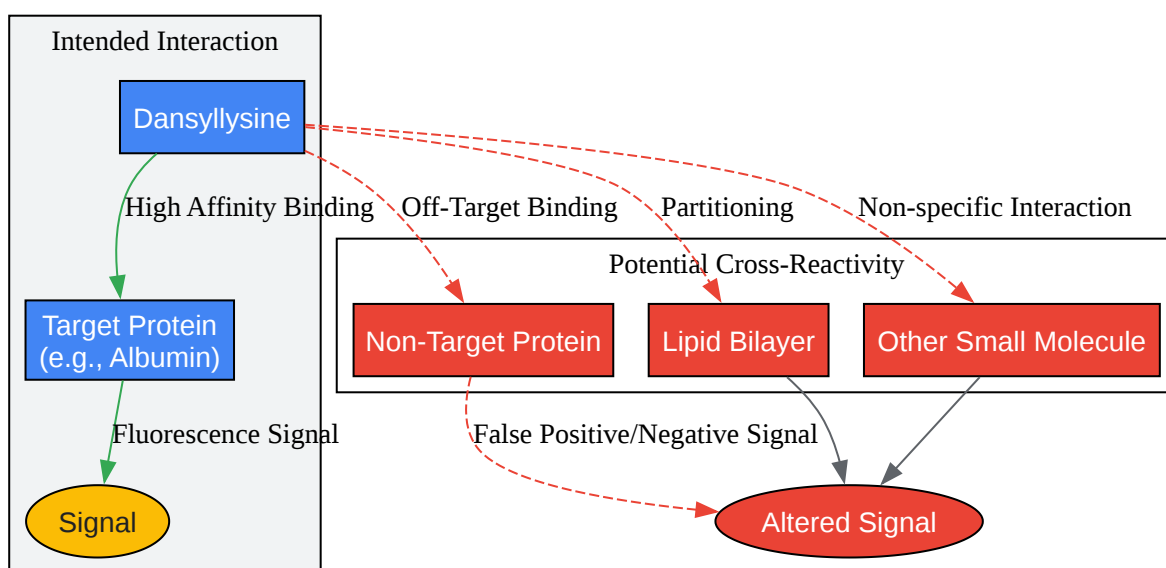 Intended Interaction
Dansyllysine
High Affinity Binding
Off-Target Binding
Partitioning
Non-specific Interaction
Potential Cross-Reactivity
Target Protein
(e.g., Albumin)
Non-Target Protein
Lipid Bilayer
Other Small Molecule
Fluorescence Signal
False Positive/Negative Signal
Signal
Altered Signal